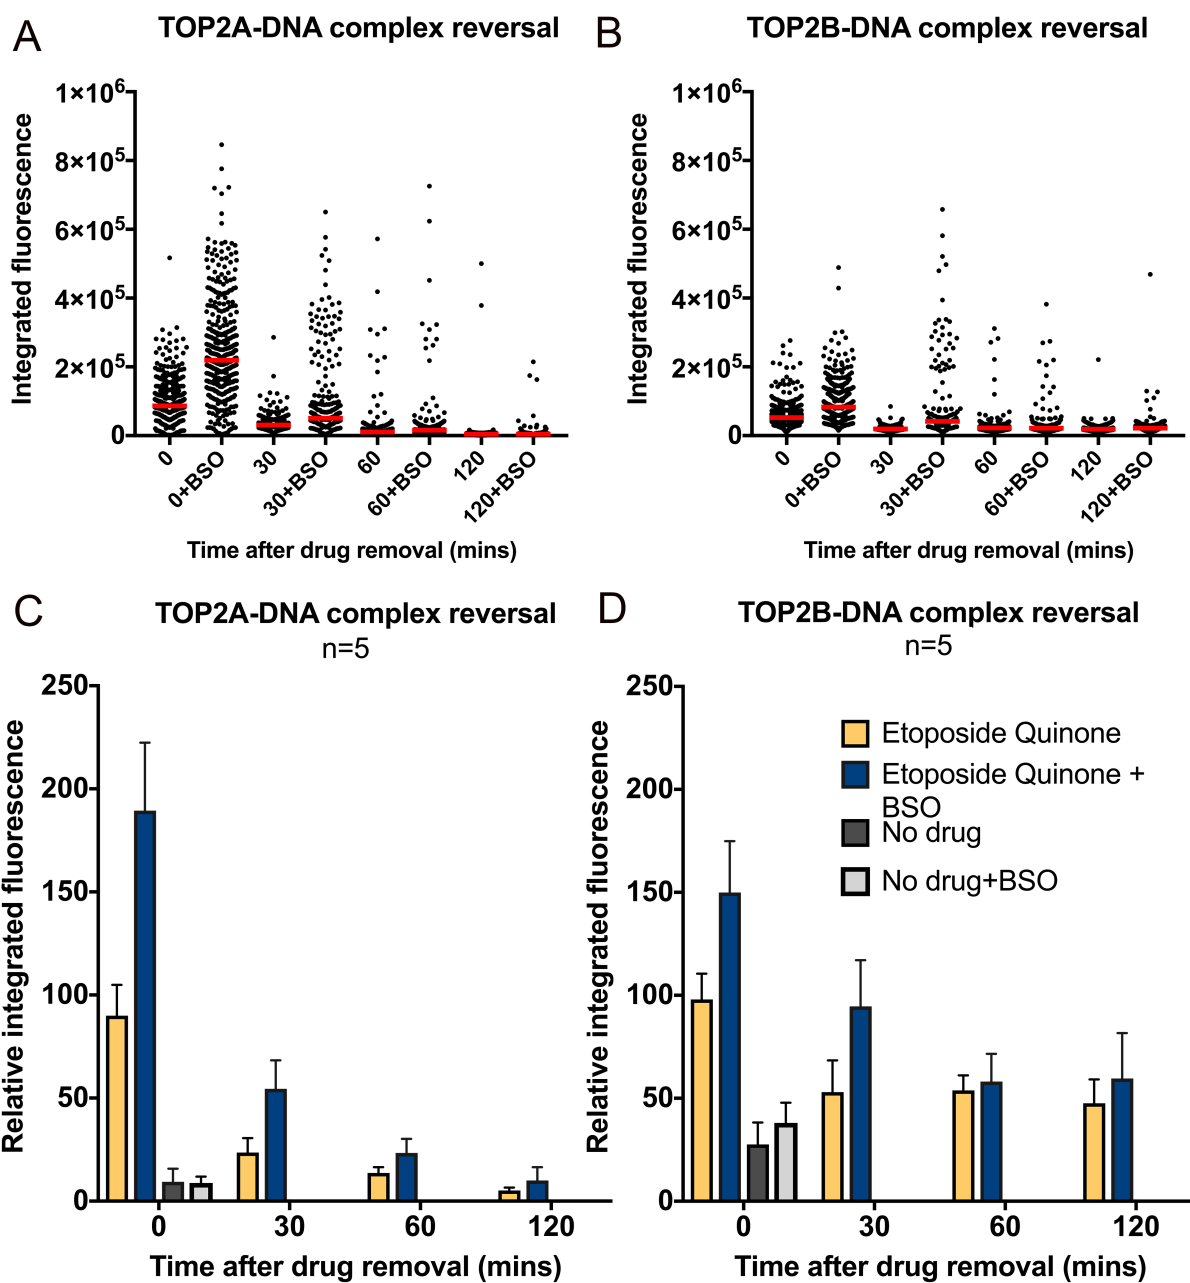 A
TOP2A-DNA complex reversal
Integrated fluorescence
1×10⁶
8×10⁵
6×10⁵
4×10⁵
2×10⁵
0
0
0+BSO
30
30+BSO
60
60+BSO
120
120+BSO
Time after drug removal (mins)
B
TOP2B-DNA complex reversal
Integrated fluorescence
1×10⁶
8×10⁵
6×10⁵
4×10⁵
2×10⁵
0
0
0+BSO
30
30+BSO
60
60+BSO
120
120+BSO
Time after drug removal (mins)
C
TOP2A-DNA complex reversal
n=5
Relative integrated fluorescence
250
200
150
100
50
0
0
30
60
120
Time after drug removal (mins)
D
TOP2B-DNA complex reversal
n=5
Relative integrated fluorescence
250
200
150
100
50
0
Etoposide Quinone
Etoposide Quinone +
BSO
No drug
No drug+BSO
0
30
60
120
Time after drug removal (mins)